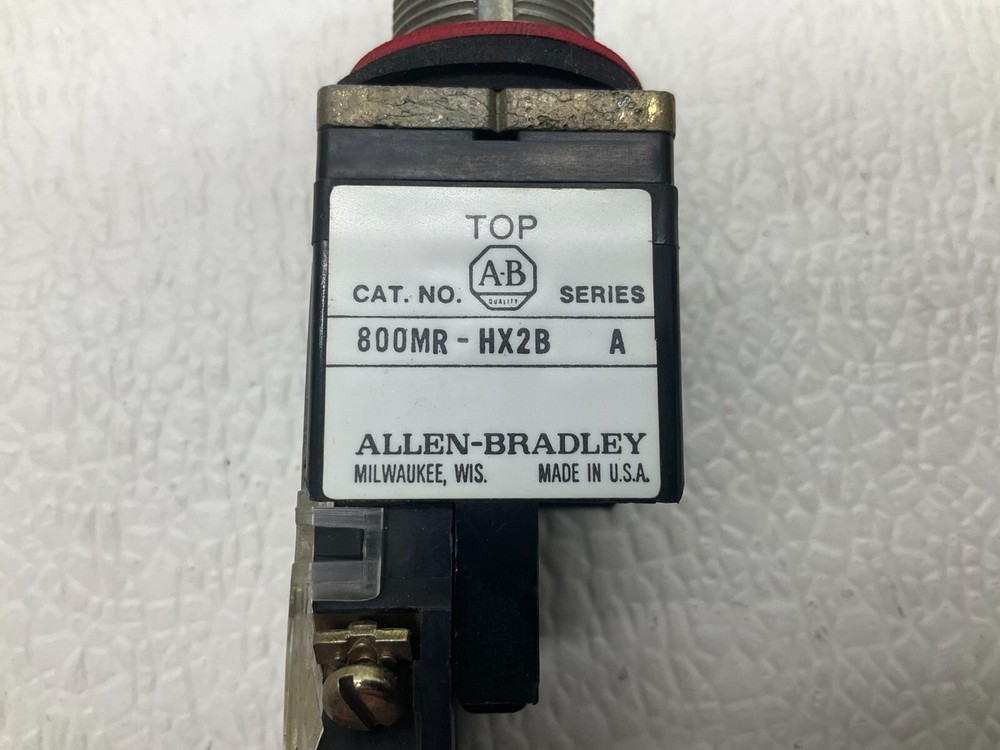 TOP
A-B
QUALITY
CAT. NO. SERIES
800MR - HX2B A
ALLEN-BRADLEY
MILWAUKEE, WIS. MADE IN U.S.A.